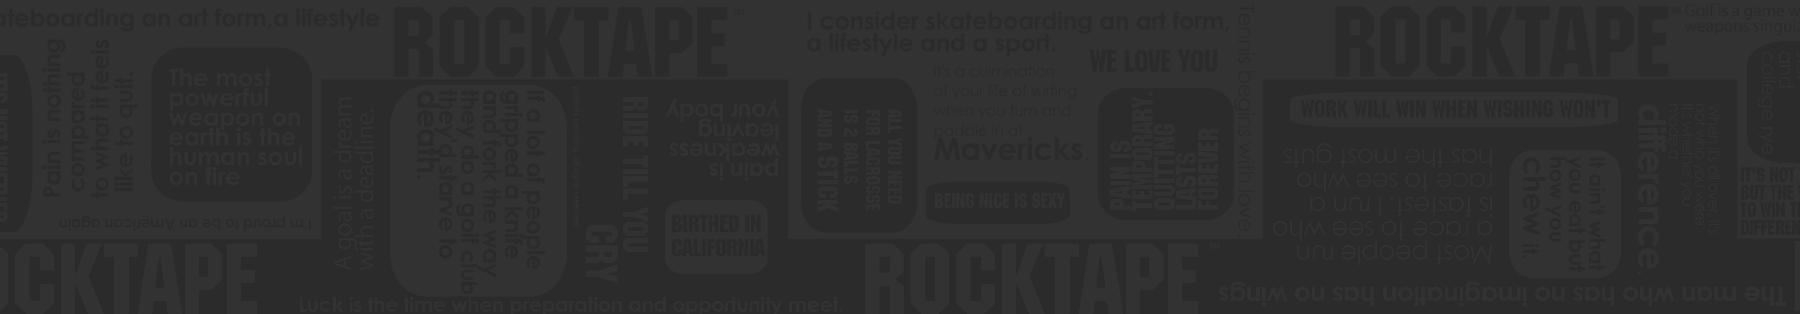 ateboarding an art form,a lifestyle
Pain is nothing
compared
to what it feels
like to quit.
The most
powerful
weapon on
earth is the
human soul
on fire
I'm proud to be an American again
ROCKTAPE
ROCKTAPE
A goal is a dream
with a deadline.
If a lot of people
gripped a knife
and fork the way
they do a golf club
they'd starve to
death.
RIDE TILL YOU
CRY
pain is
weakness
leaving
your body
BIRTHED IN
CALIFORNIA
Luck is the time when preparation and opportunity meet.
I consider skateboarding an art form,
a lifestyle and a sport.
WE LOVE YOU
ALL YOU NEED
FOR LACROSSE
IS 2 BALLS
AND A STICK
It's a culmination
of your life of surfing
when you turn and
paddle in at
Mavericks
BEING NICE IS SEXY
PAIN IS
TEMPORARY,
QUITTING
LASTS
FOREVER
Tennis begins with love
ROCKTAPE
ROCKTAPE
WORK WILL WIN WHEN WISHING WON'T
Most people run
a race to see who
is fastest. I run a
race to see who
has the most guts
It ain't what
you eat but
how you
chew it.
difference.
The man who has no imagination has no wings
Golf is a game w
weapons singul
IT'S NOT
BUT THE
TO WIN T
DIFFEREN